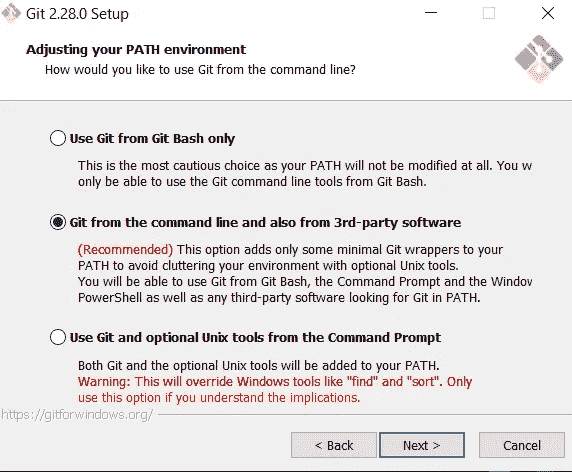 Git 2.28.0 Setup
Adjusting your PATH environment
How would you like to use Git from the command line?
Use Git from Git Bash only
This is the most cautious choice as your PATH will not be modified at all. You w
only be able to use the Git command line tools from Git Bash.
Git from the command line and also from 3rd-party software
(Recommended) This option adds only some minimal Git wrappers to your
PATH to avoid cluttering your environment with optional Unix tools.
You will be able to use Git from Git Bash, the Command Prompt and the Window
PowerShell as well as any third-party software looking for Git in PATH.
Use Git and optional Unix tools from the Command Prompt
Both Git and the optional Unix tools will be added to your PATH.
Warning: This will override Windows tools like "find" and "sort". Only
use this option if you understand the implications.
https://gitforwindows.org/
< Back
Next >
Cancel